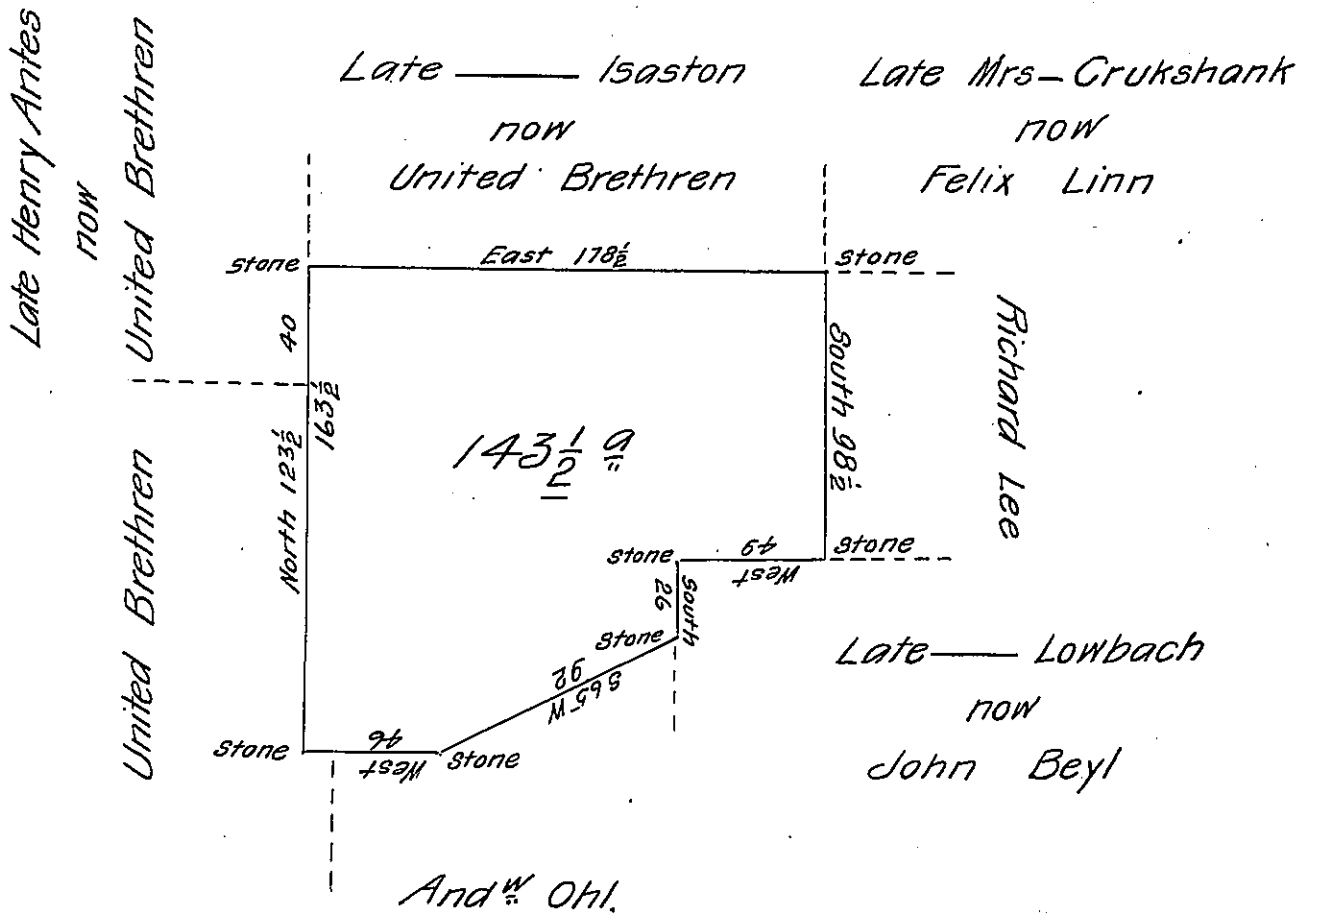 Late Henry Antes
now
United Brethren
Late —— Isaston
now
United Brethren
Late Mrs - Crukshank
now
Felix Linn
Stone
East 178½
Stone
40
163½
North 123½
143½ a
South 98½
Richard Lee
United Brethren
Stone
West 49
Stone
South 26
Stone
S 65 W 92
Stone
West 46
Stone
Late —— Lowbach
now
John Beyl
Andw Ohl.